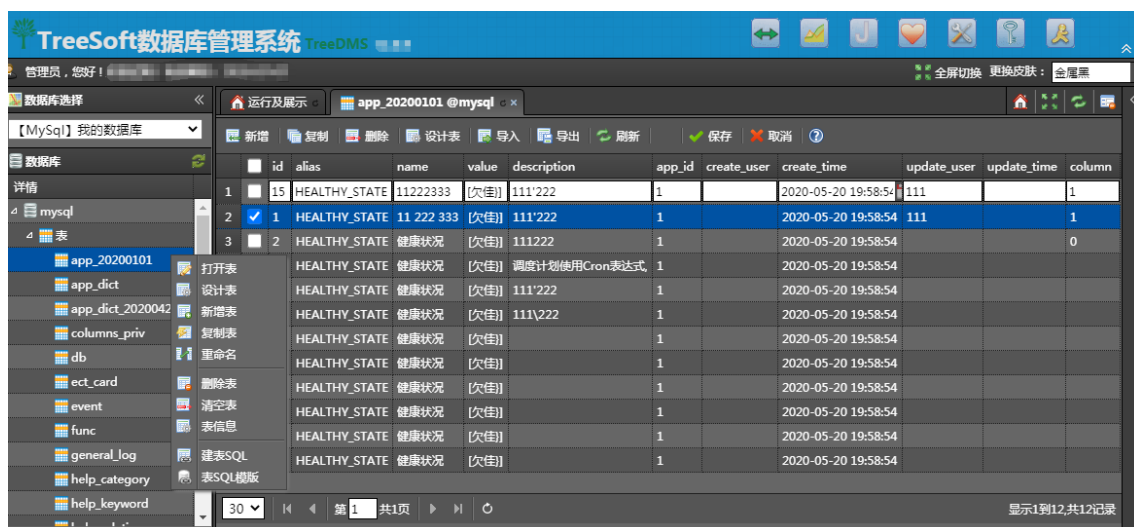 TreeSoft数据库管理系统 TreeDMS
管理员，您好！
全屏切换 更换皮肤： 金属黑
数据库选择
运行及展示 app_20200101 @mysql
【MySql】我的数据库
新增 复制 删除 设计表 导入 导出 刷新 保存 取消
数据库
id alias name value description app_id create_user create_time update_user update_time column
详情
1 15 HEALTHY_STATE 11222333 [欠佳)] 111'222 1 2020-05-20 19:58:54 111 1
mysql
2 1 HEALTHY_STATE 11 222 333 [欠佳)] 111'222 1 2020-05-20 19:58:54 111 1
表
3 2 HEALTHY_STATE 健康状况 [欠佳)] 111222 1 2020-05-20 19:58:54 0
app_20200101
打开表
HEALTHY_STATE 健康状况 [欠佳)] 调度计划使用Cron表达式, 1 2020-05-20 19:58:54
app_dict
设计表
HEALTHY_STATE 健康状况 [欠佳)] 111'222 1 2020-05-20 19:58:54
app_dict_2020042
新增表
HEALTHY_STATE 健康状况 [欠佳)] 111\222 1 2020-05-20 19:58:54
columns_priv
复制表
HEALTHY_STATE 健康状况 [欠佳)] 1 2020-05-20 19:58:54
db
重命名
HEALTHY_STATE 健康状况 [欠佳)] 1 2020-05-20 19:58:54
ect_card
删除表
HEALTHY_STATE 健康状况 [欠佳)] 1 2020-05-20 19:58:54
event
清空表
HEALTHY_STATE 健康状况 [欠佳)] 1 2020-05-20 19:58:54
func
表信息
HEALTHY_STATE 健康状况 [欠佳)] 1 2020-05-20 19:58:54
general_log
建表SQL
HEALTHY_STATE 健康状况 [欠佳)] 1 2020-05-20 19:58:54
help_category
表SQL模版
help_keyword
30 第 1 共1页 显示1到12,共12记录